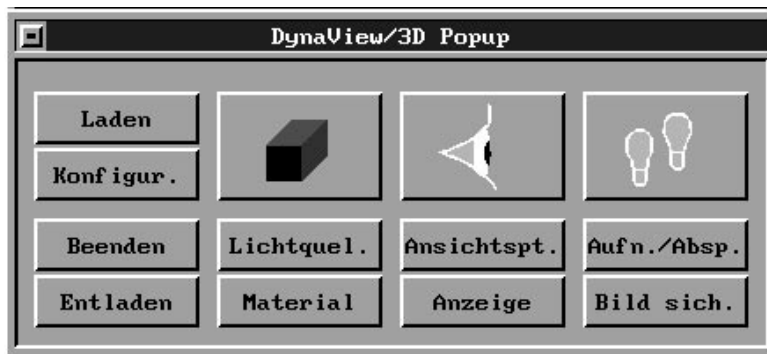 DynaView/3D Popup
Laden
Konfigur.
Beenden Lichtquel. Ansichtspt. Aufn./Absp.
Entladen Material Anzeige Bild sich.